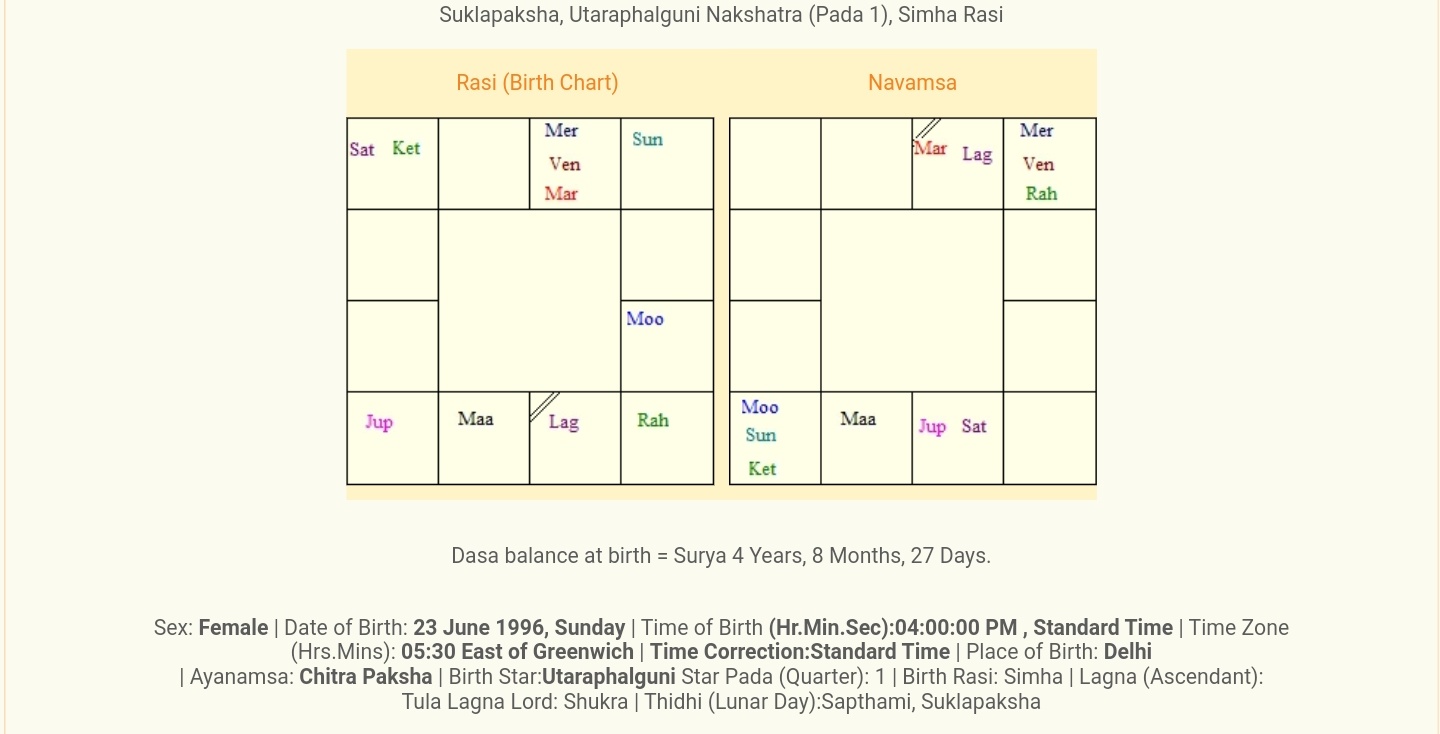 Suklapaksha, Utaraphalguni Nakshatra (Pada 1), Simha Rasi
Rasi (Birth Chart)
Navamsa
Sat Ket
Mer
Ven
Mar
Sun
Moo
Jup
Maa
Lag
Rah
Mar Lag
Mer
Ven
Rah
Moo
Sun
Ket
Maa
Jup Sat
Dasa balance at birth = Surya 4 Years, 8 Months, 27 Days.
Sex: Female | Date of Birth: 23 June 1996, Sunday | Time of Birth (Hr.Min.Sec):04:00:00 PM , Standard Time | Time Zone
(Hrs.Mins): 05:30 East of Greenwich | Time Correction:Standard Time | Place of Birth: Delhi
| Ayanamsa: Chitra Paksha | Birth Star:Utaraphalguni Star Pada (Quarter): 1 | Birth Rasi: Simha | Lagna (Ascendant):
Tula Lagna Lord: Shukra | Thidhi (Lunar Day):Sapthami, Suklapaksha